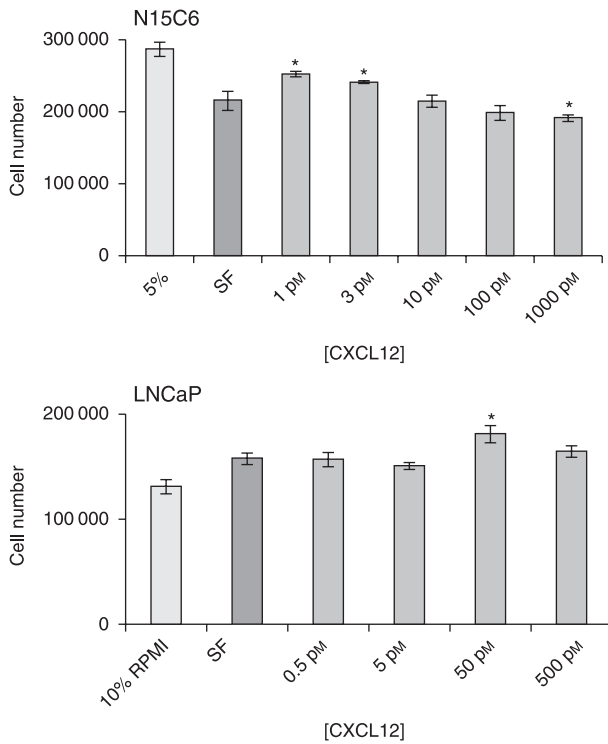 N15C6
300 000
*
*
*
200 000
100 000
0
Cell number
5%
SF
1 pM
3 pM
10 pM
100 pM
1000 pM
[CXCL12]
LNCaP
200 000
*
100 000
0
Cell number
10% RPMI
SF
0.5 pM
5 pM
50 pM
500 pM
[CXCL12]